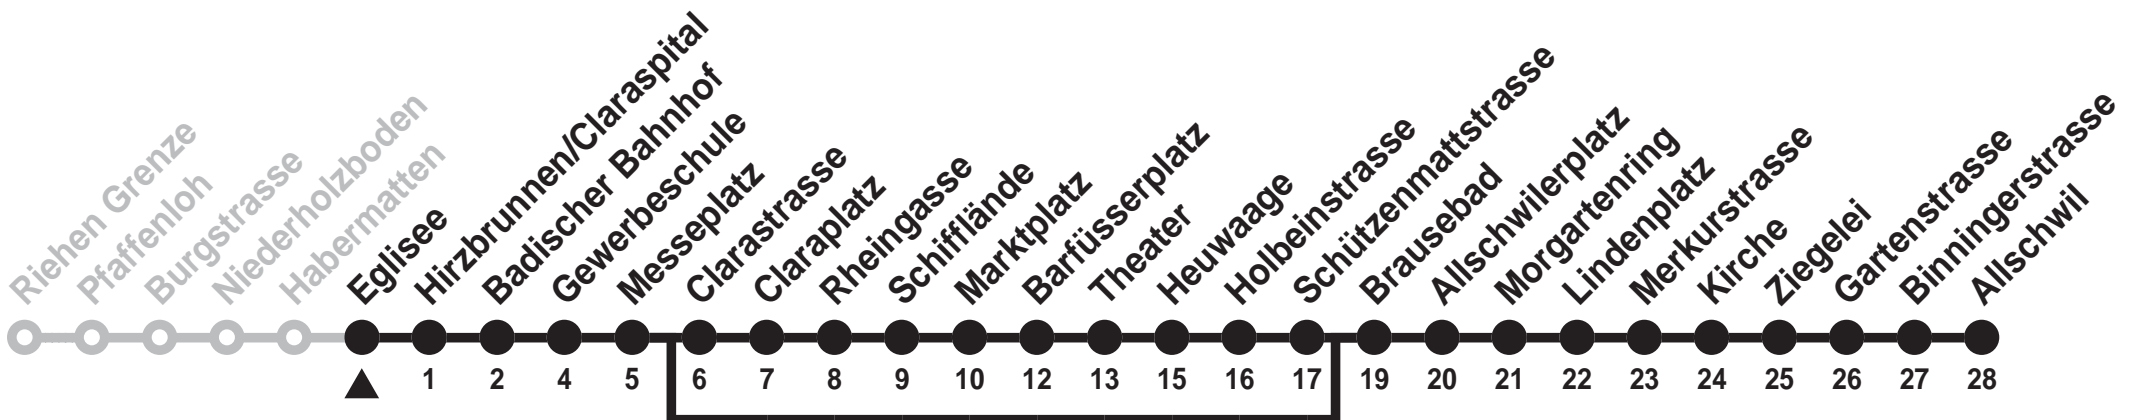 Riehen Grenze
Pfaffenloh
Burgstrasse
Niederholzboden
Habermatten
Eglisee
Hirzbrunnen/Claraspital
Badischer Bahnhof
Gewerbeschule
Messeplatz
Clarastrasse
Claraplatz
Rheingasse
Schifflände
Marktplatz
Barfüsserplatz
Theater
Heuwaage
Holbeinstrasse
Schützenmattstrasse
Brausebad
Allschwilerplatz
Morgartenring
Lindenplatz
Merkurstrasse
Kirche
Ziegelei
Gartenstrasse
Binningerstrasse
Allschwil
1 2 4 5 6 7 8 9 10 12 13 15 16 17 19 20 21 22 23 24 25 26 27 28